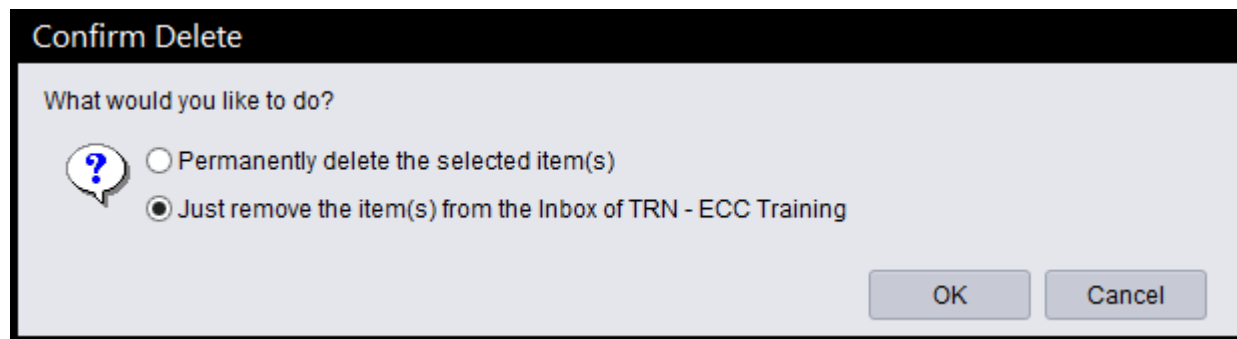 Confirm Delete
What would you like to do?
?
Permanently delete the selected item(s)
Just remove the item(s) from the Inbox of TRN - ECC Training
OK Cancel